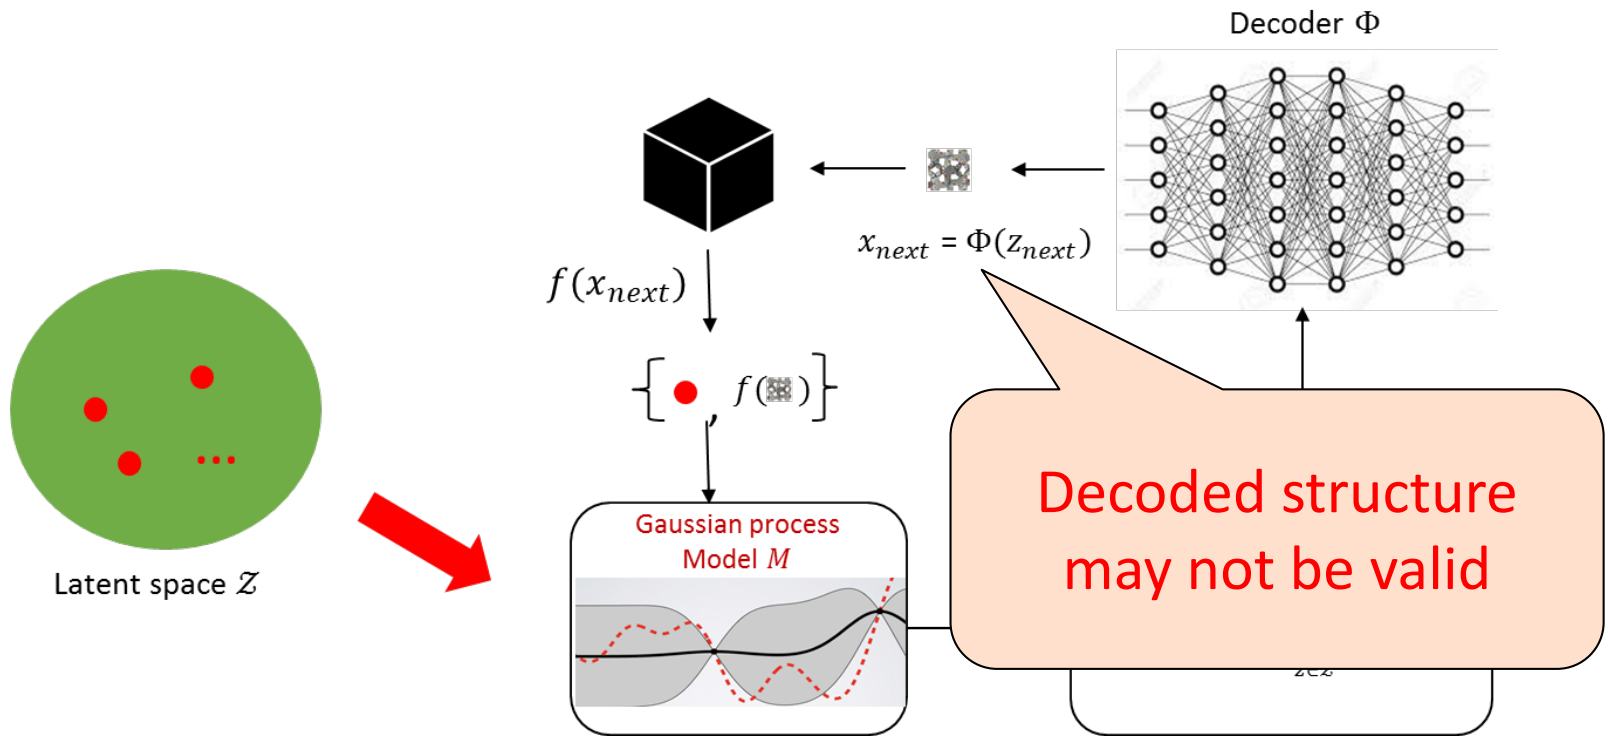 Decoder Φ
x_next = Φ(z_next)
f(x_next)
{ , f( ) }
Latent space 𝒵
Gaussian process
Model M
Decoded structure
may not be valid